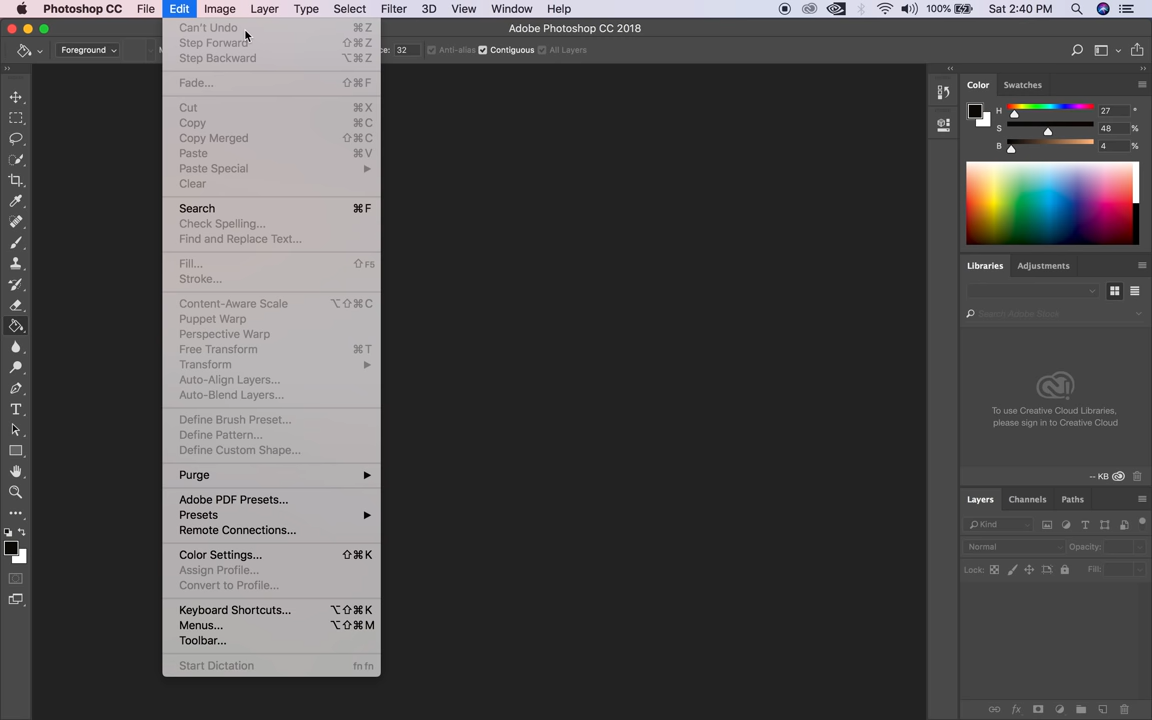 Photoshop CC File Edit Image Layer Type Select Filter 3D View Window Help 100% Sat 2:40 PM
Adobe Photoshop CC 2018
Foreground 32 Anti-alias Contiguous All Layers
Can't Undo ⌘Z
Step Forward ⇧⌘Z
Step Backward ⌥⌘Z
Fade... ⇧⌘F
Cut ⌘X
Copy ⌘C
Copy Merged ⇧⌘C
Paste ⌘V
Paste Special
Clear
Search ⌘F
Check Spelling...
Find and Replace Text...
Fill... ⇧F5
Stroke...
Content-Aware Scale ⌥⇧⌘C
Puppet Warp
Perspective Warp
Free Transform ⌘T
Transform
Auto-Align Layers...
Auto-Blend Layers...
Define Brush Preset...
Define Pattern...
Define Custom Shape...
Purge
Adobe PDF Presets...
Presets
Remote Connections...
Color Settings... ⇧⌘K
Assign Profile...
Convert to Profile...
Keyboard Shortcuts... ⌥⇧⌘K
Menus... ⌥⇧⌘M
Toolbar...
Start Dictation fn fn
Color Swatches
H 27 °
S 48 %
B 4 %
Libraries Adjustments
Search Adobe Stock
To use Creative Cloud Libraries,
please sign in to Creative Cloud
-- KB
Layers Channels Paths
Kind
Normal Opacity:
Lock: Fill: